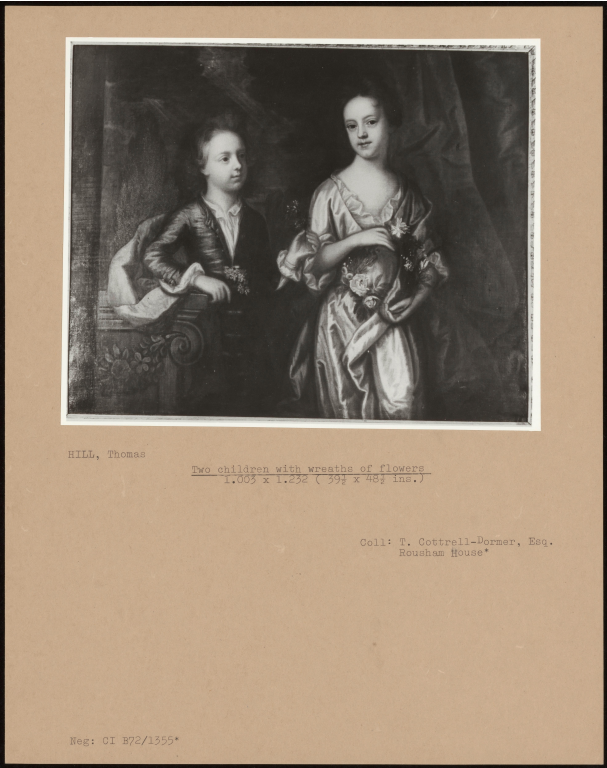 HILL, Thomas
Two children with wreaths of flowers
1.003 x 1.232 ( 39½ x 48½ ins.)
Coll: T. Cottrell-Dormer, Esq.
Rousham House*
Neg: CI B72/1355*